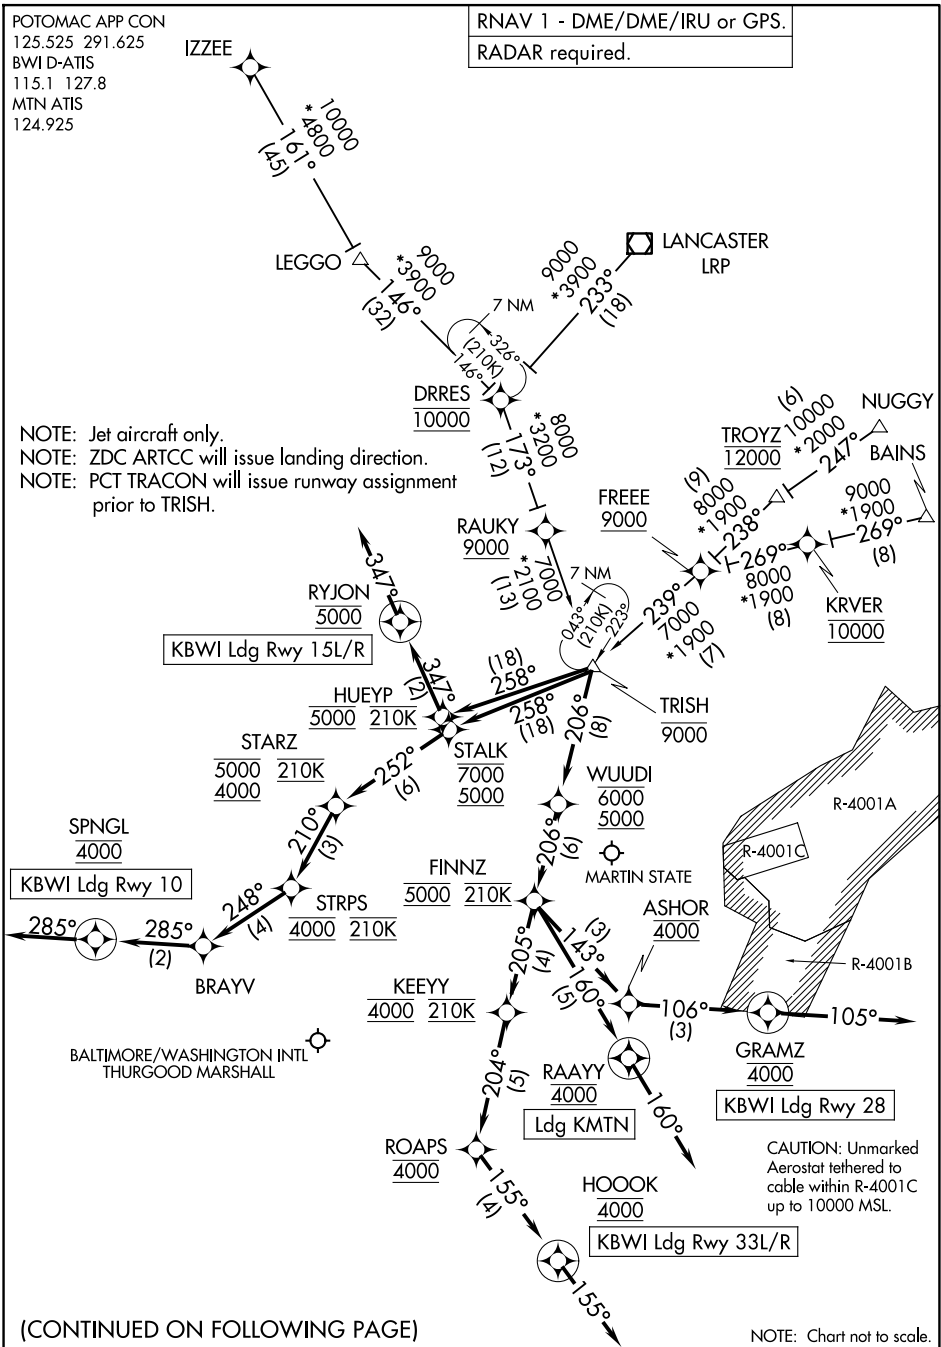 POTOMAC APP CON
125.525 291.625
BWI D-ATIS
115.1 127.8
MTN ATIS
124.925
RNAV 1 - DME/DME/IRU or GPS.
RADAR required.
IZZEE
10000
*4800
161°
(45)
LEGGO
9000
*3900
146°
(32)
LANCASTER
LRP
9000
*3900
233°
(18)
7 NM
326°
(210K)
146°
DRRES
10000
8000
*3200
173°
(12)
NOTE: Jet aircraft only.
NOTE: ZDC ARTCC will issue landing direction.
NOTE: PCT TRACON will issue runway assignment
prior to TRISH.
NUGGY
(6)
10000
*2000
247°
TROYZ
12000
BAINS
9000
*1900
269°
(8)
(9)
8000
*1900
238°
FREEE
9000
269°
8000
*1900
(8)
KRVER
10000
RAUKY
9000
7000
*2100
(13)
7 NM
043°
(210K)
223°
239°
7000
*1900
(7)
TRISH
9000
347°
RYJON
5000
KBWI Ldg Rwy 15L/R
347°
(2)
(18)
258°
258°
(18)
HUEYP
5000 210K
STALK
7000
5000
206°
(8)
STARZ
5000 210K
4000
252°
(6)
WUUDI
6000
5000
R-4001A
R-4001C
R-4001B
SPNGL
4000
KBWI Ldg Rwy 10
210°
(3)
206°
(6)
MARTIN STATE
FINNZ
5000 210K
STRPS
4000 210K
248°
(4)
285°
285°
(2)
BRAYV
ASHOR
4000
(3)
143°
205°
(4)
160°
(5)
KEEYY
4000 210K
106°
(3)
105°
GRAMZ
4000
KBWI Ldg Rwy 28
BALTIMORE/WASHINGTON INTL
THURGOOD MARSHALL
204°
(5)
RAAYY
4000
Ldg KMTN
160°
ROAPS
4000
155°
(4)
HOOOK
4000
KBWI Ldg Rwy 33L/R
155°
CAUTION: Unmarked
Aerostat tethered to
cable within R-4001C
up to 10000 MSL.
(CONTINUED ON FOLLOWING PAGE)
NOTE: Chart not to scale.